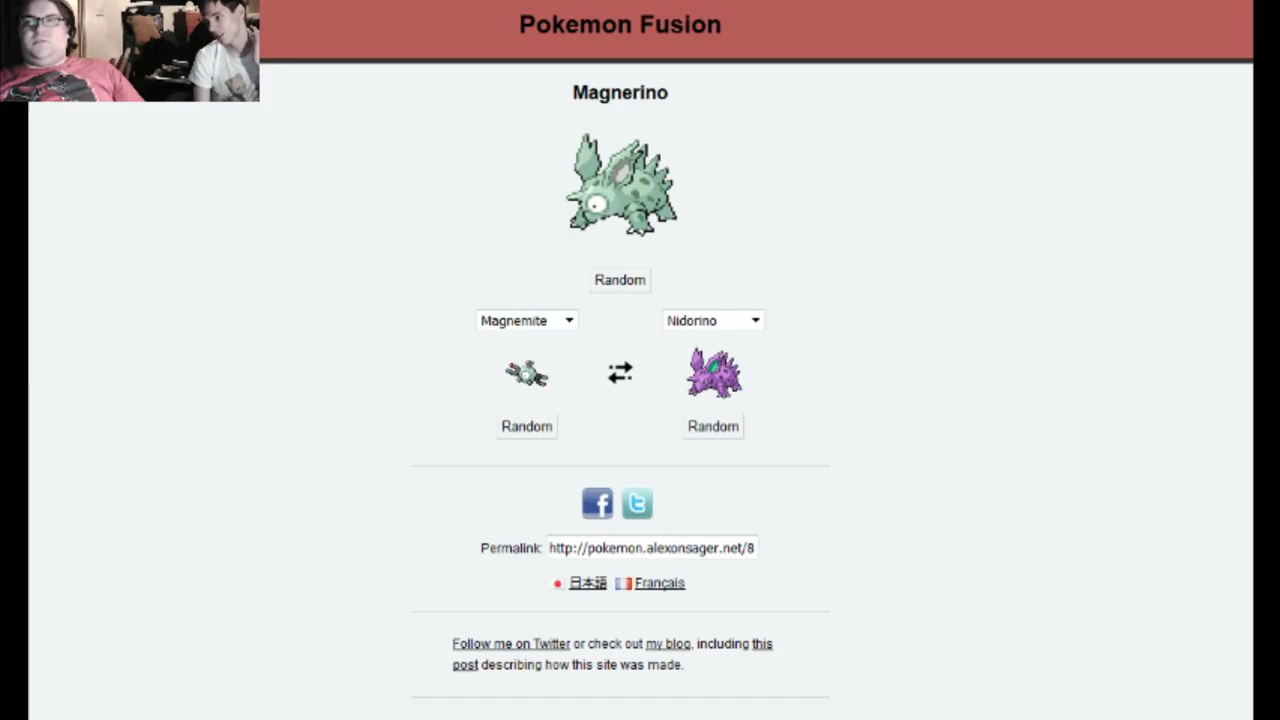 Pokemon Fusion
Magnerino
Random
Magnemite
Nidorino
Random
Random
Permalink: http://pokemon.alexonsager.net/8
日本語 Français
Follow me on Twitter or check out my blog, including this
post describing how this site was made.